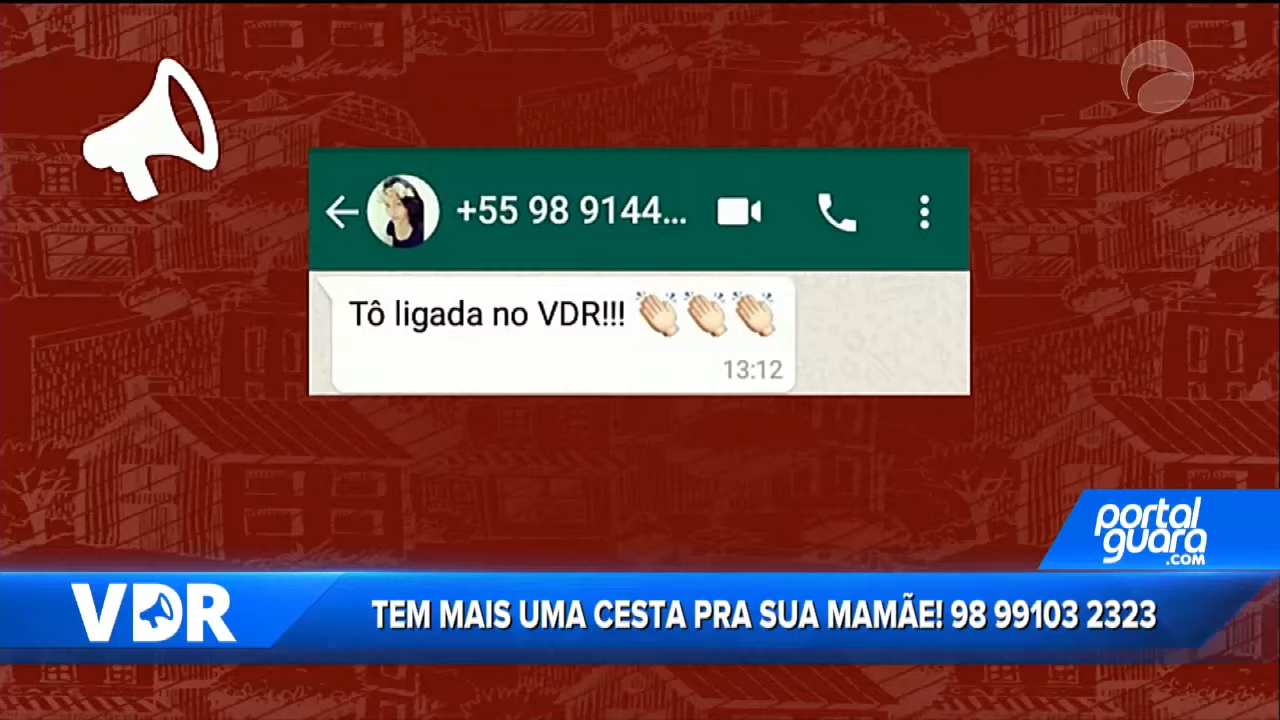 +55 98 9144...
Tô ligada no VDR!!! 👏👏👏
13:12
portal
guara
.COM
VDR
TEM MAIS UMA CESTA PRA SUA MAMÃE! 98 99103 2323